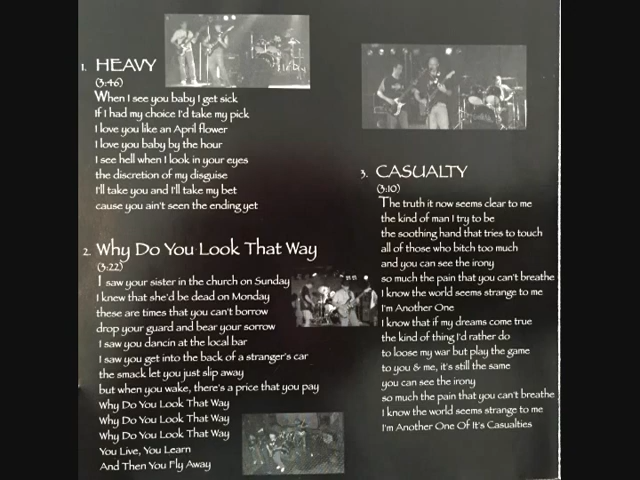 1. HEAVY
(3:46)
When I see you baby I get sick
If I had my choice I'd take my pick
I love you like an April flower
I love you baby by the hour
I see hell when I look in your eyes
the discretion of my disguise
I'll take you and I'll take my bet
cause you ain't seen the ending yet
2. Why Do You Look That Way
(3:22)
I saw your sister in the church on Sunday
I knew that she'd be dead on Monday
these are times that you can't borrow
drop your guard and bear your sorrow
I saw you dancin at the local bar
I saw you get into the back of a stranger's car
the smack let you just slip away
but when you wake, there's a price that you pay
Why Do You Look That Way
Why Do You Look That Way
Why Do You Look That Way
You Live, You Learn
And Then You Fly Away
3. CASUALTY
(3:10)
The truth it now seems clear to me
the kind of man I try to be
the soothing hand that tries to touch
all of those who bitch too much
and you can see the irony
so much the pain that you can't breathe
I know the world seems strange to me
I'm Another One
I know that if my dreams come true
the kind of thing I'd rather do
to loose my war but play the game
to you & me, it's still the same
you can see the irony
so much the pain that you can't breathe
I know the world seems strange to me
I'm Another One Of It's Casualties